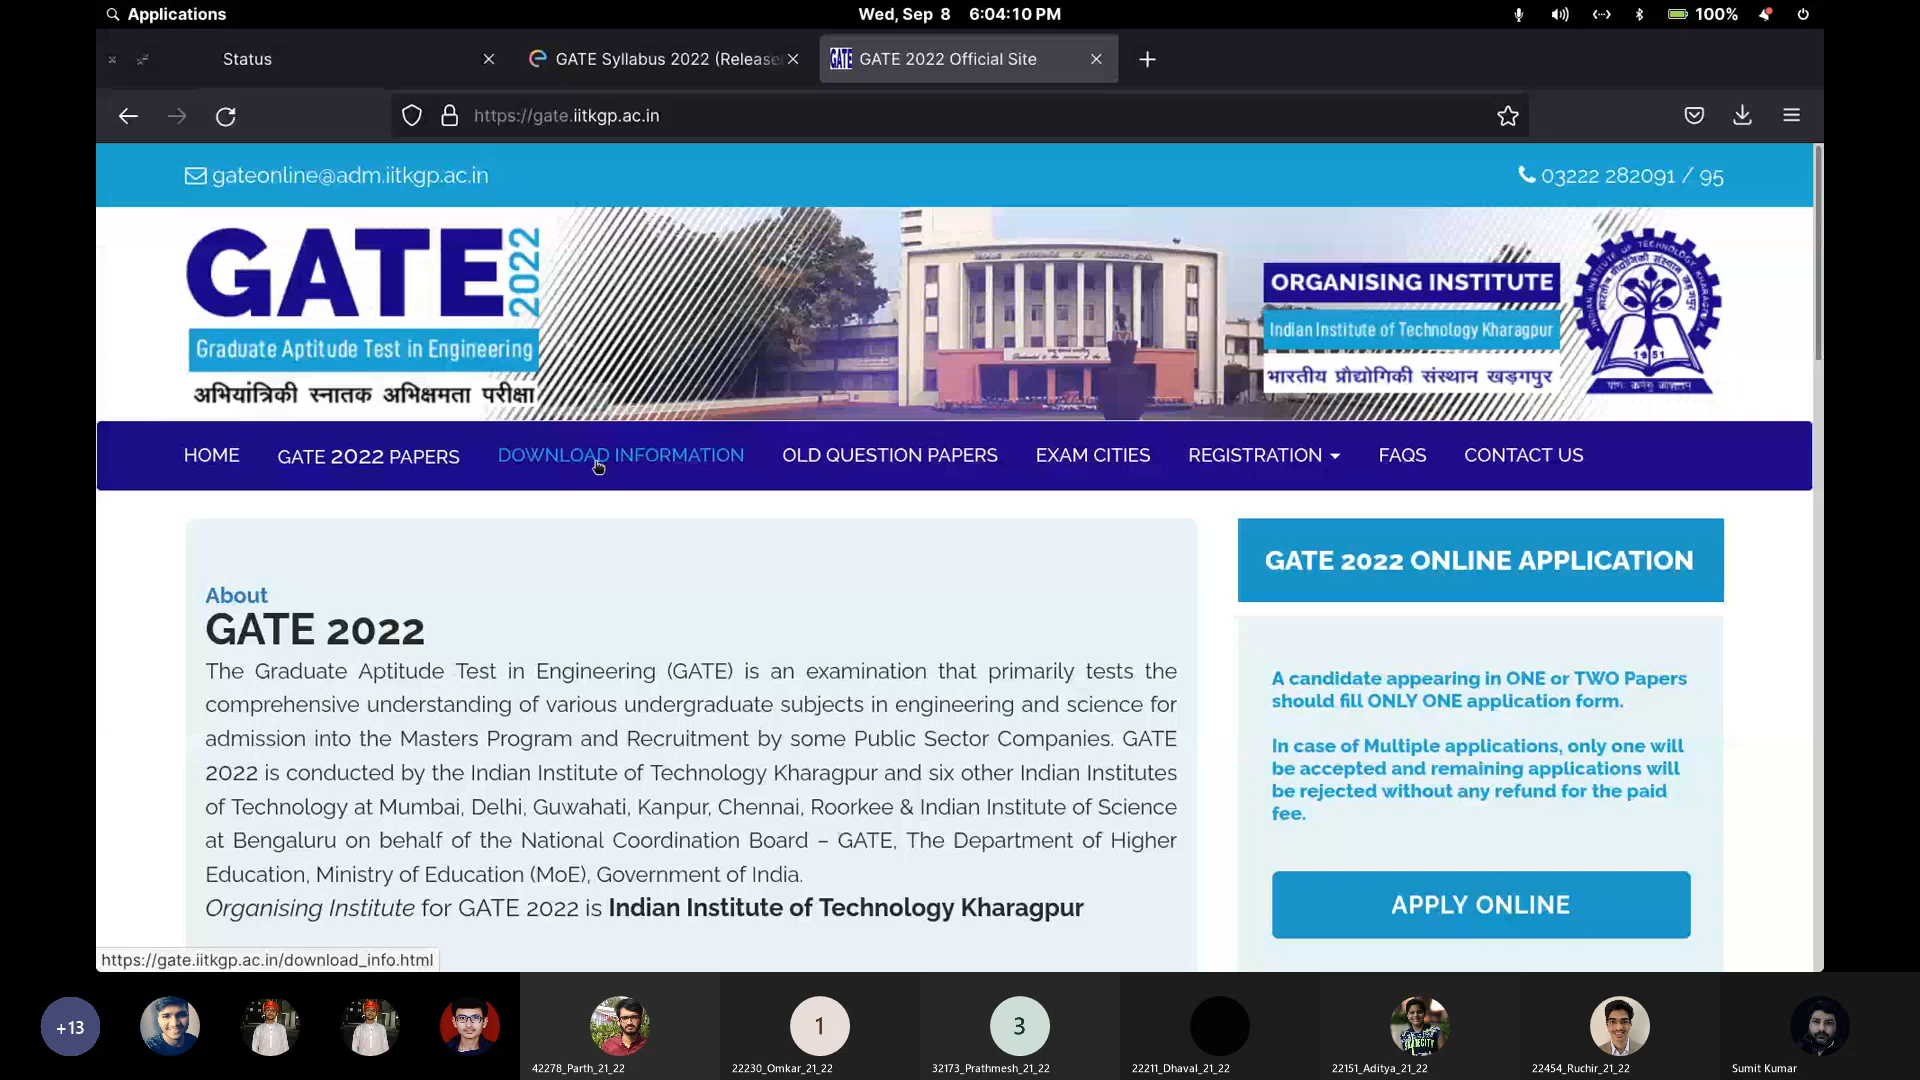 Applications
Wed, Sep 8 6:04:10 PM
100%
Status
GATE Syllabus 2022 (Release
GATE GATE 2022 Official Site
https://gate.iitkgp.ac.in
gateonline@adm.iitkgp.ac.in
03222 282091 / 95
GATE 2022
Graduate Aptitude Test in Engineering
अभियांत्रिकी स्नातक अभिक्षमता परीक्षा
ORGANISING INSTITUTE
Indian Institute of Technology Kharagpur
भारतीय प्रौद्योगिकी संस्थान खड़गपुर
1951
HOME
GATE 2022 PAPERS
DOWNLOAD INFORMATION
OLD QUESTION PAPERS
EXAM CITIES
REGISTRATION
FAQS
CONTACT US
About
GATE 2022
The Graduate Aptitude Test in Engineering (GATE) is an examination that primarily tests the
comprehensive understanding of various undergraduate subjects in engineering and science for
admission into the Masters Program and Recruitment by some Public Sector Companies. GATE
2022 is conducted by the Indian Institute of Technology Kharagpur and six other Indian Institutes
of Technology at Mumbai, Delhi, Guwahati, Kanpur, Chennai, Roorkee & Indian Institute of Science
at Bengaluru on behalf of the National Coordination Board – GATE, The Department of Higher
Education, Ministry of Education (MoE), Government of India.
Organising Institute for GATE 2022 is Indian Institute of Technology Kharagpur
GATE 2022 ONLINE APPLICATION
A candidate appearing in ONE or TWO Papers
should fill ONLY ONE application form.
In case of Multiple applications, only one will
be accepted and remaining applications will
be rejected without any refund for the paid
fee.
APPLY ONLINE
https://gate.iitkgp.ac.in/download_info.html
+13
1
3
42278_Parth_21_22
22230_Omkar_21_22
32173_Prathmesh_21_22
22211_Dhaval_21_22
22151_Aditya_21_22
22454_Ruchir_21_22
Sumit Kumar